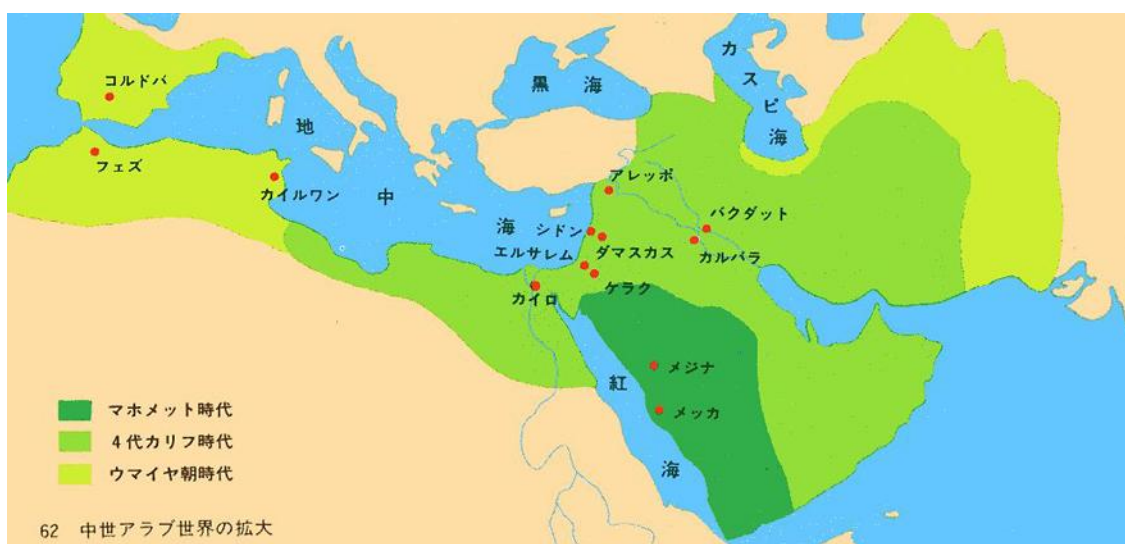 コルドバ
フェズ
カイルワン
地中海
黒海
カスピ海
アレッポ
バクダット
シドン
ダマスカス
カルバラ
エルサレム
ケラク
カイロ
メジナ
メッカ
紅海
マホメット時代
4代カリフ時代
ウマイヤ朝時代
62 中世アラブ世界の拡大